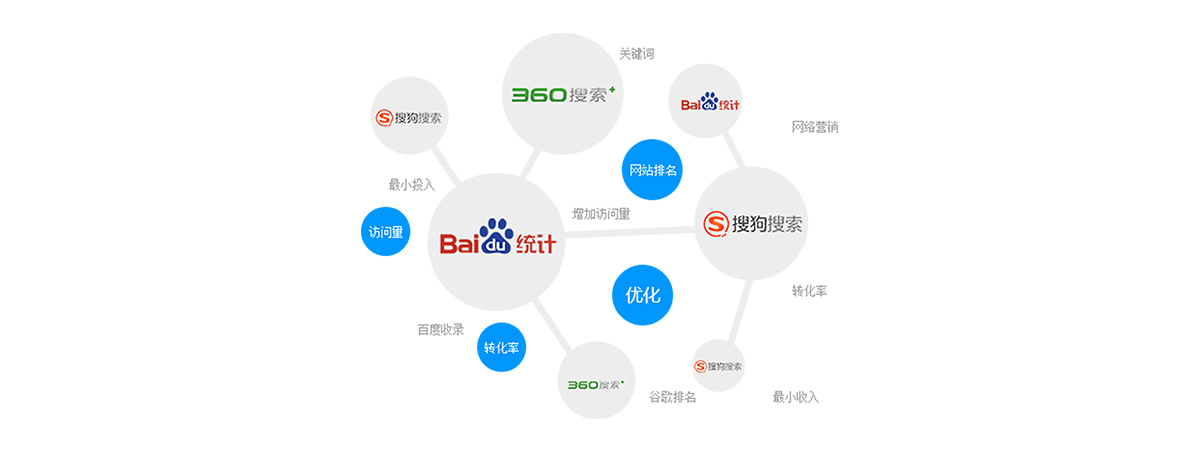 关键词
360搜索+
Bai du 统计
S 搜狗搜索
网络营销
网站排名
最小投入
增加访问量
S 搜狗搜索
访问量
Bai du 统计
转化率
优化
百度收录
转化率
S 搜狗搜索
360搜索+
谷歌排名
最小收入